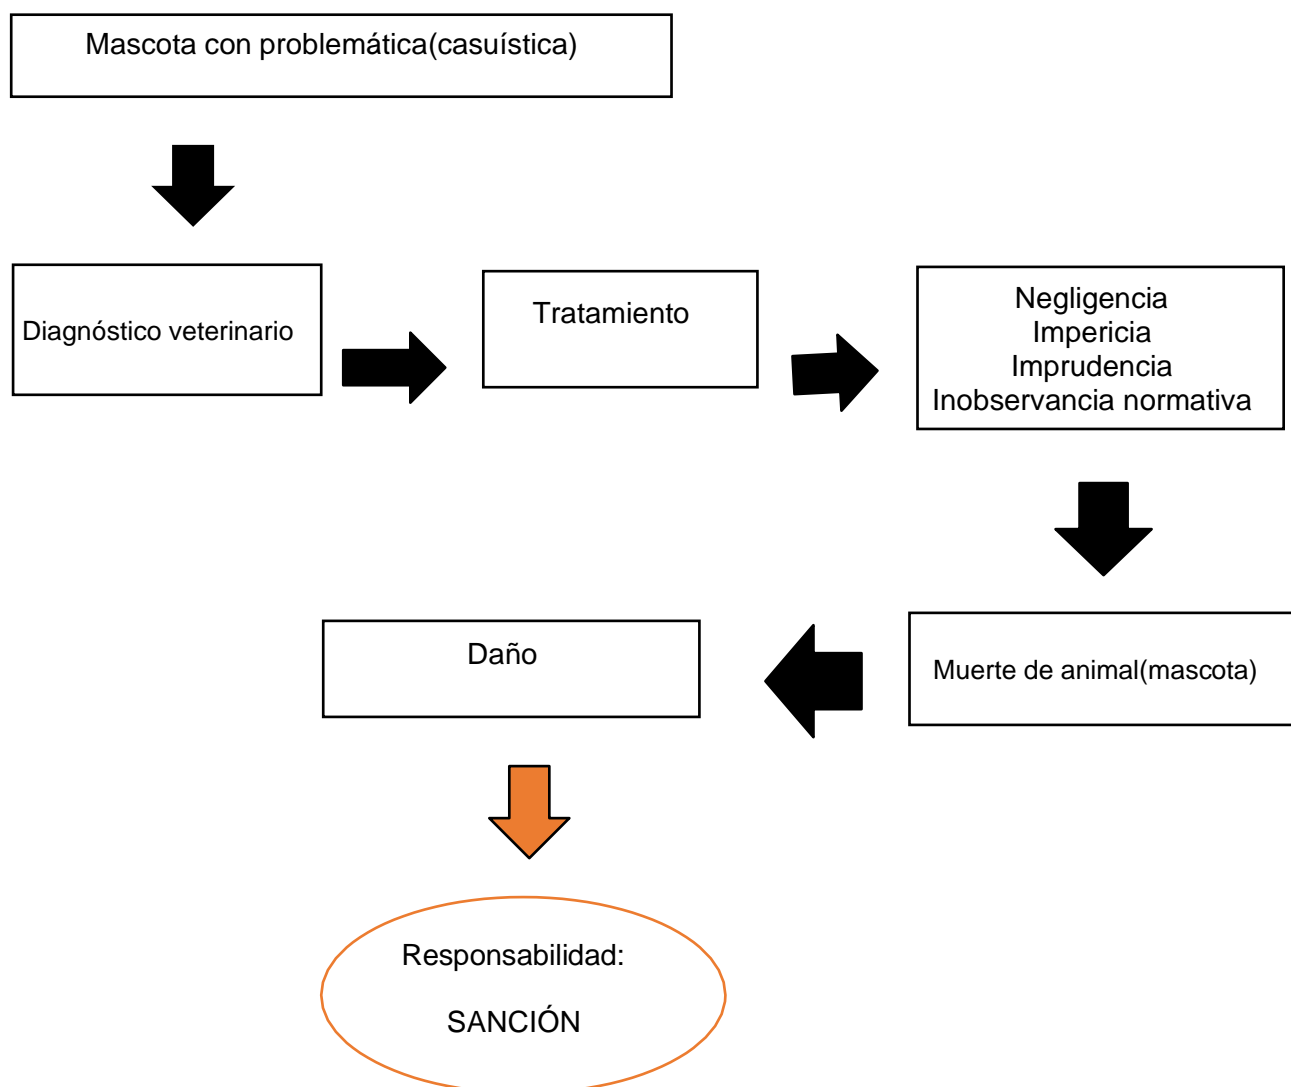 Mascota con problemática(casuística)
Diagnóstico veterinario
Tratamiento
Negligencia
Impericia
Imprudencia
Inobservancia normativa
Muerte de animal(mascota)
Daño
Responsabilidad:
SANCIÓN